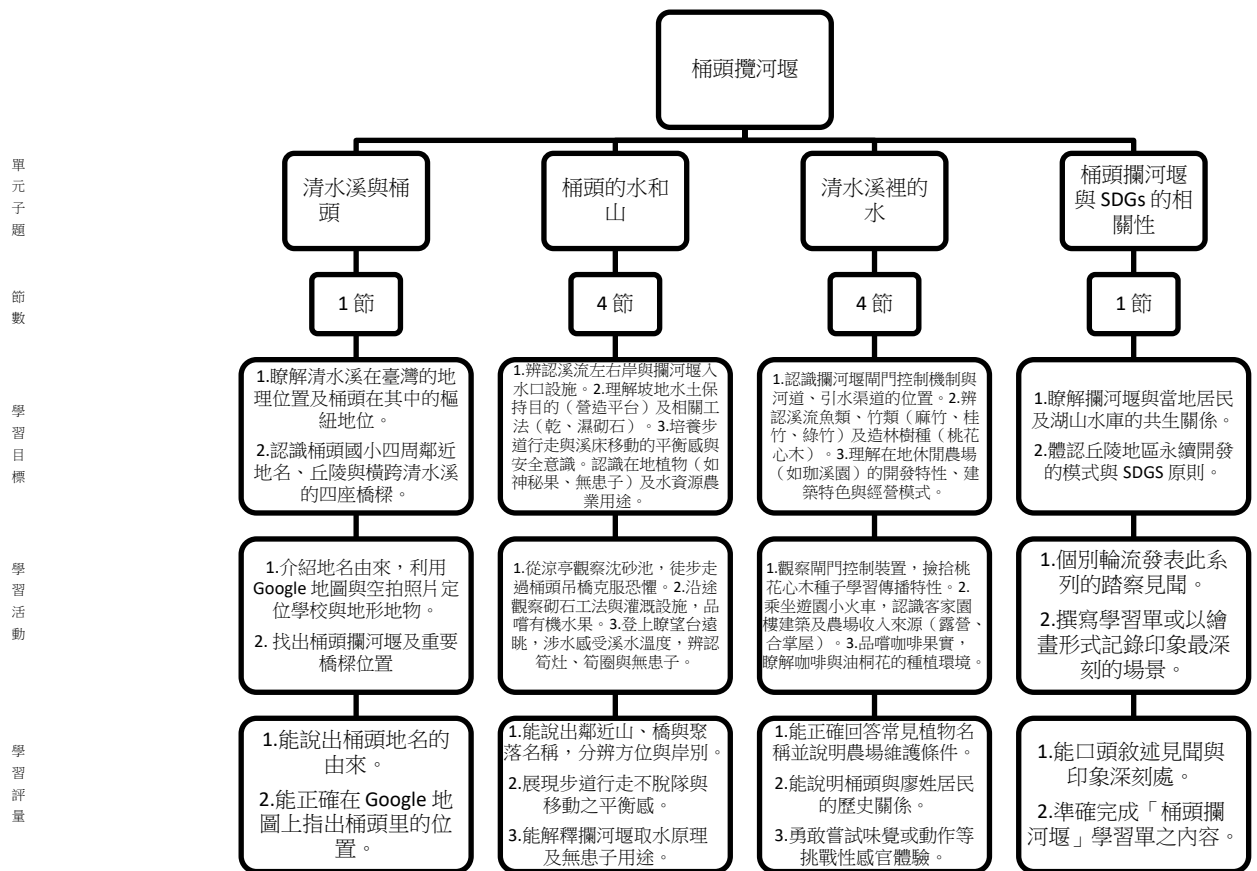 桶頭攬河堰
單元子題
清水溪與桶
頭
桶頭的水和
山
清水溪裡的
水
桶頭攔河堰
與 SDGs 的相
關性
節數
1 節
4 節
4 節
1 節
學習目標
1.瞭解清水溪在臺灣的地
理位置及桶頭在其中的樞
紐地位。
2.認識桶頭國小四周鄰近
地名、丘陵與橫跨清水溪
的四座橋樑。
1.辨認溪流左右岸與攔河堰入
水口設施。2.理解坡地水土保
持目的（營造平台）及相關工
法（乾、濕砌石）。3.培養步
道行走與溪床移動的平衡感與
安全意識。認識在地植物（如
神秘果、無患子）及水資源農
業用途。
1.認識攔河堰閘門控制機制與
河道、引水渠道的位置。2.辨
認溪流魚類、竹類（麻竹、桂
竹、綠竹）及造林樹種（桃花
心木）。3.理解在地休閒農場
（如珈溪園）的開發特性、建
築特色與經營模式。
1.瞭解攔河堰與當地居民
及湖山水庫的共生關係。
2.體認丘陵地區永續開發
的模式與 SDGS 原則。
學習活動
1.介紹地名由來，利用
Google 地圖與空拍照片定
位學校與地形地物。
2. 找出桶頭攔河堰及重要
橋樑位置
1.從涼亭觀察沈砂池，徒步走
過桶頭吊橋克服恐懼。2.沿途
觀察砌石工法與灌溉設施，品
嚐有機水果。3.登上瞭望台遠
眺，涉水感受溪水溫度，辨認
筍灶、筍圈與無患子。
1.觀察閘門控制裝置，撿拾桃
花心木種子學習傳播特性。2.
乘坐遊園小火車，認識客家園
樓建築及農場收入來源（露營、
合掌屋）。3.品嚐咖啡果實，
瞭解咖啡與油桐花的種植環境。
1.個別輪流發表此系
列的踏察見聞。
2.撰寫學習單或以繪
畫形式記錄印象最深
刻的場景。
學習評量
1.能說出桶頭地名的
由來。
2.能正確在 Google 地
圖上指出桶頭里的位
置。
1.能說出鄰近山、橋與聚
落名稱，分辨方位與岸別。
2.展現步道行走不脫隊與
移動之平衡感。
3.能解釋攔河堰取水原理
及無患子用途。
1.能正確回答常見植物名
稱並說明農場維護條件。
2.能說明桶頭與廖姓居民
的歷史關係。
3.勇敢嘗試味覺或動作等
挑戰性感官體驗。
1.能口頭敘述見聞與
印象深刻處。
2.準確完成「桶頭攔
河堰」學習單之內容。